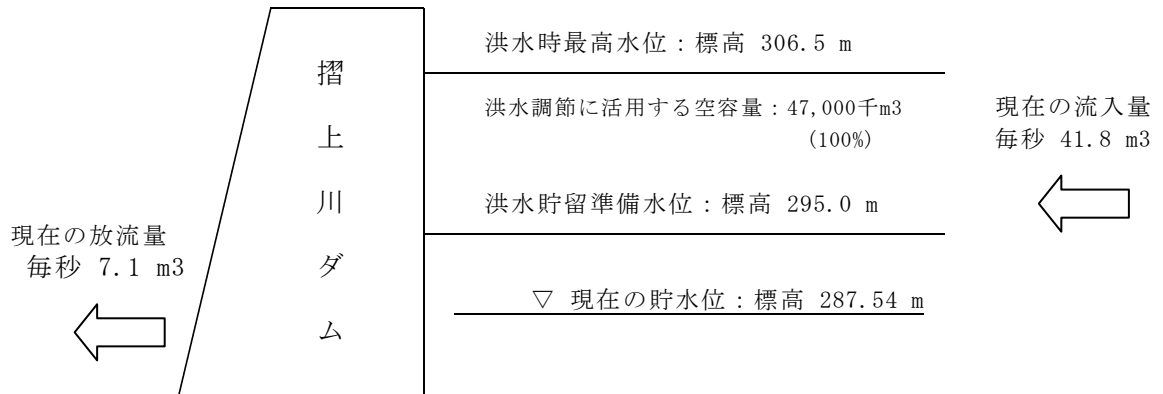 洪水時最高水位：標高 306.5 m
洪水調節に活用する空容量：47,000千m3
(100%)
洪水貯留準備水位：標高 295.0 m
▽ 現在の貯水位：標高 287.54 m
摺上川ダム
現在の流入量
毎秒 41.8 m3
現在の放流量
毎秒 7.1 m3